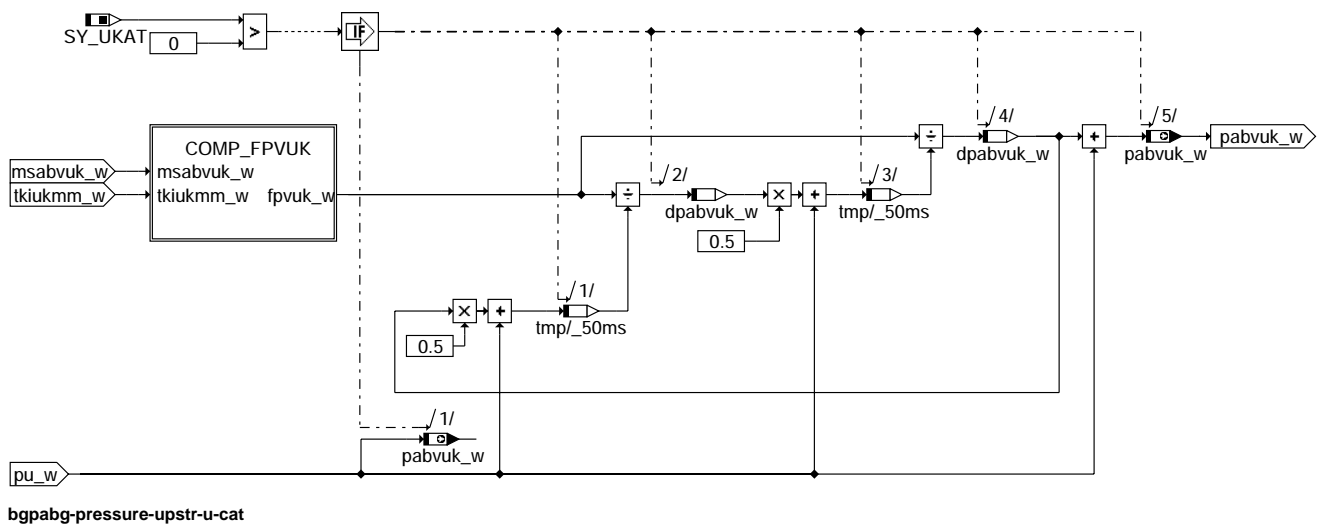 SY_UKAT
0
>
IF
COMP_FPVUK
msabvuk_w
msabvuk_w
tkiukmm_w
tkiukmm_w
fpvuk_w
÷
/2/
dpabvuk_w
×
0.5
+
/3/
tmp/_50ms
÷
/4/
dpabvuk_w
+
/5/
pabvuk_w
pabvuk_w
×
0.5
+
/1/
tmp/_50ms
/1/
pabvuk_w
pu_w
bgpabg-pressure-upstr-u-cat